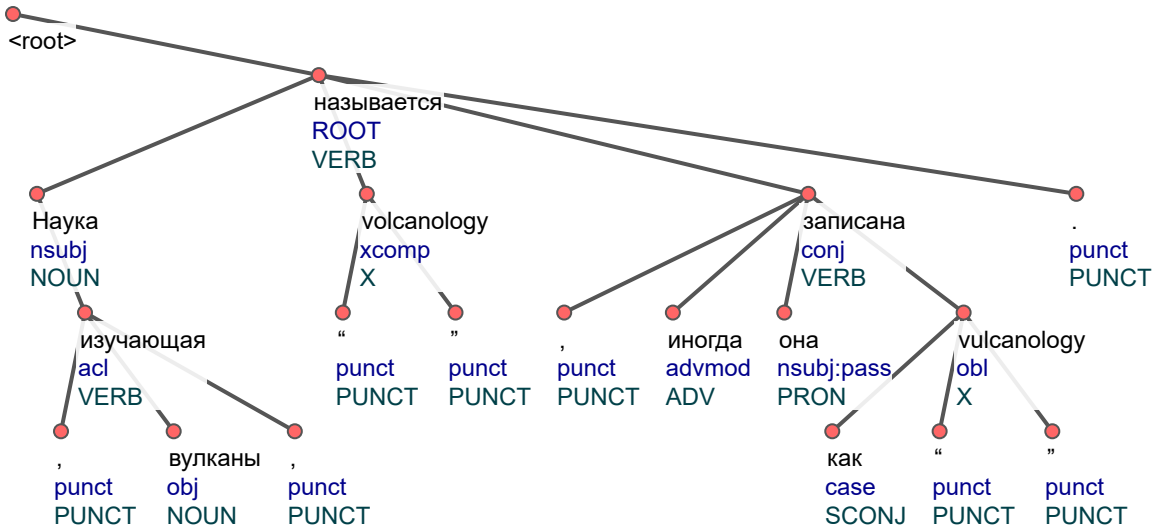 <root>
называется
ROOT
VERB
Наука
nsubj
NOUN
volcanology
xcomp
X
записана
conj
VERB
.
punct
PUNCT
изучающая
acl
VERB
“
punct
PUNCT
”
punct
PUNCT
,
punct
PUNCT
иногда
advmod
ADV
она
nsubj:pass
PRON
vulcanology
obl
X
,
punct
PUNCT
вулканы
obj
NOUN
,
punct
PUNCT
как
case
SCONJ
“
punct
PUNCT
”
punct
PUNCT